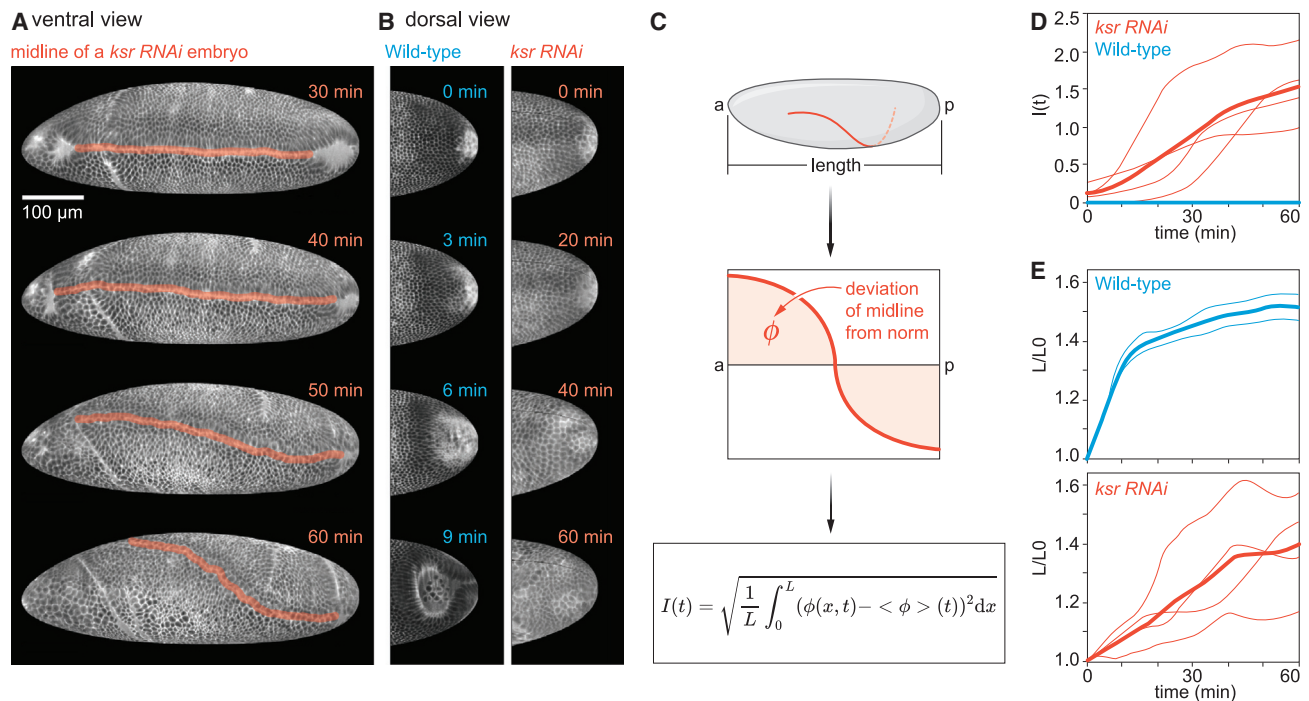 A ventral view
midline of a ksr RNAi embryo
30 min
100 µm
40 min
50 min
60 min
B dorsal view
Wild-type
ksr RNAi
0 min
0 min
3 min
20 min
6 min
40 min
9 min
60 min
C
a
p
length
deviation
of midline
from norm
ϕ
a
p
I(t) = √(1/L ∫₀ᴸ (ϕ(x,t) − < ϕ > (t))² dx)
D
ksr RNAi
Wild-type
2.5
2.0
1.5
1.0
0.5
0
I(t)
0
30
60
time (min)
E
Wild-type
1.6
1.4
1.2
1.0
L/L0
ksr RNAi
1.6
1.4
1.2
1.0
L/L0
0
30
60
time (min)